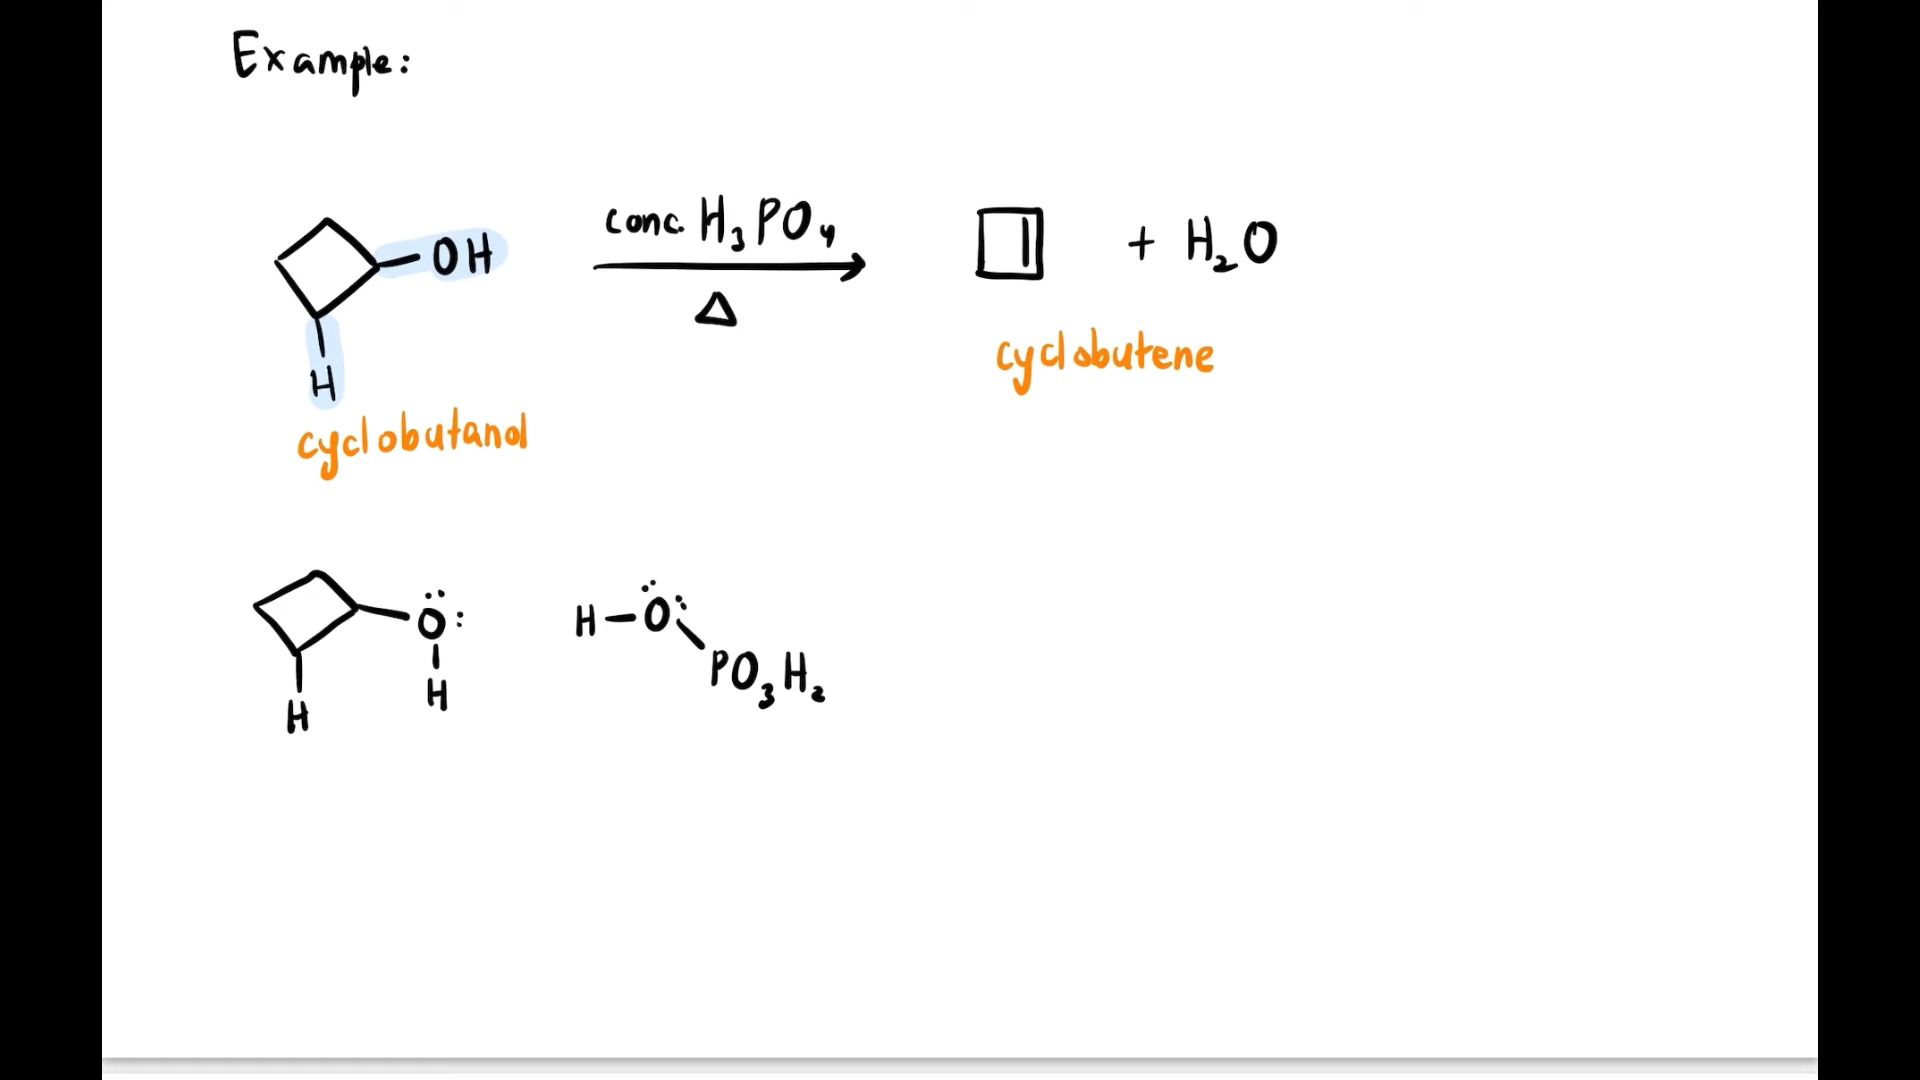 Example:
OH
conc. H₃PO₄
Δ
+ H₂O
H
cyclobutene
cyclobutanol
Ö:
H
H
H–Ö:
PO₃H₂